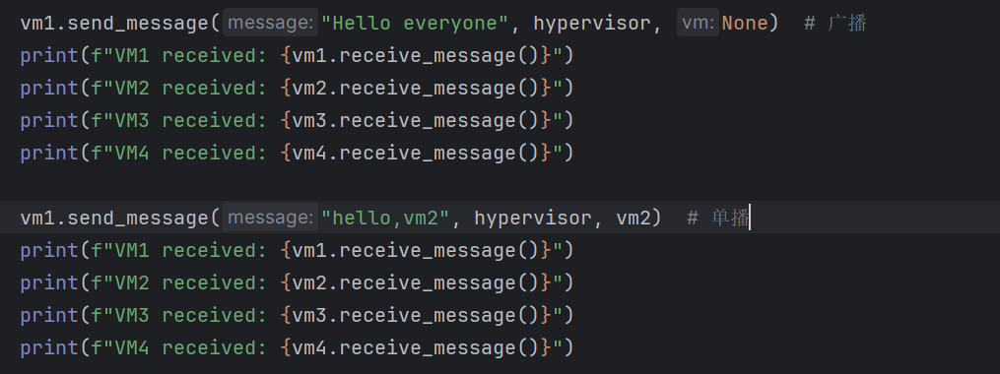 vm1.send_message(message:"Hello everyone", hypervisor, vm:None)  # 广播
print(f"VM1 received: {vm1.receive_message()}")
print(f"VM2 received: {vm2.receive_message()}")
print(f"VM3 received: {vm3.receive_message()}")
print(f"VM4 received: {vm4.receive_message()}")
vm1.send_message(message:"hello,vm2", hypervisor, vm2)  # 单播
print(f"VM1 received: {vm1.receive_message()}")
print(f"VM2 received: {vm2.receive_message()}")
print(f"VM3 received: {vm3.receive_message()}")
print(f"VM4 received: {vm4.receive_message()}")